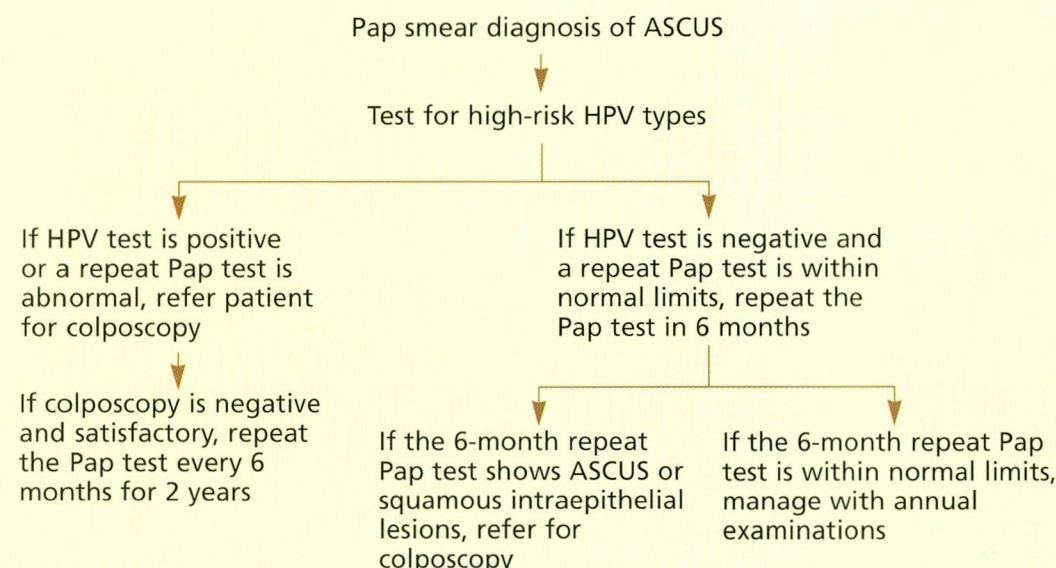 Pap smear diagnosis of ASCUS
Test for high-risk HPV types
If HPV test is positive
or a repeat Pap test is
abnormal, refer patient
for colposcopy
If HPV test is negative and
a repeat Pap test is within
normal limits, repeat the
Pap test in 6 months
If colposcopy is negative
and satisfactory, repeat
the Pap test every 6
months for 2 years
If the 6-month repeat
Pap test shows ASCUS or
squamous intraepithelial
lesions, refer for
colposcopy
If the 6-month repeat Pap
test is within normal limits,
manage with annual
examinations